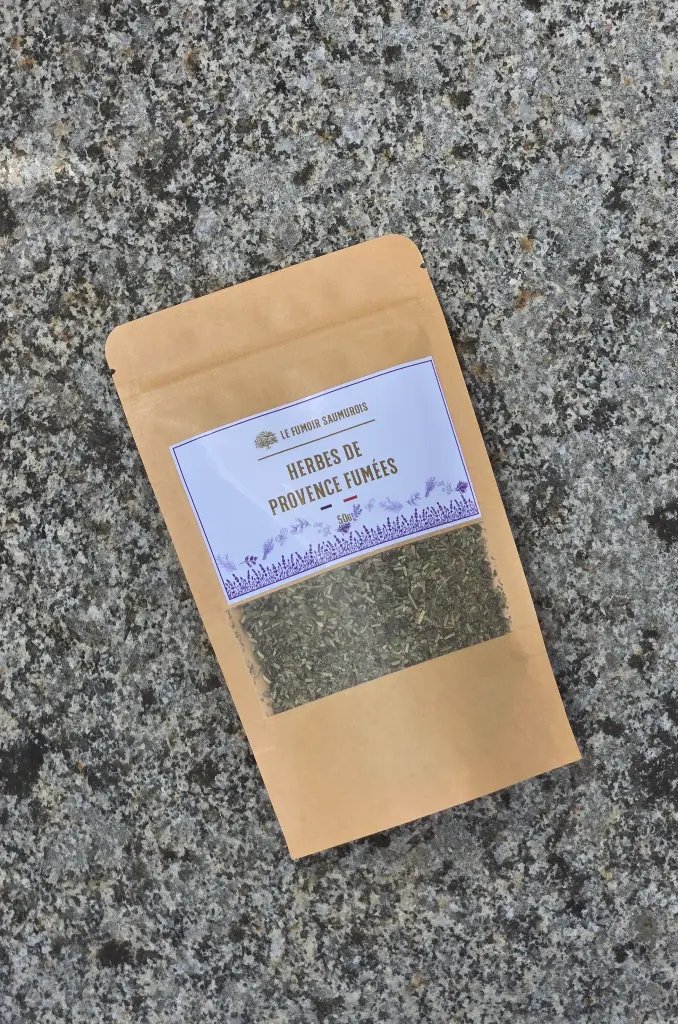 LE FUMOIR SAUMUROIS
HERBES DE
PROVENCE FUMÉES
50g